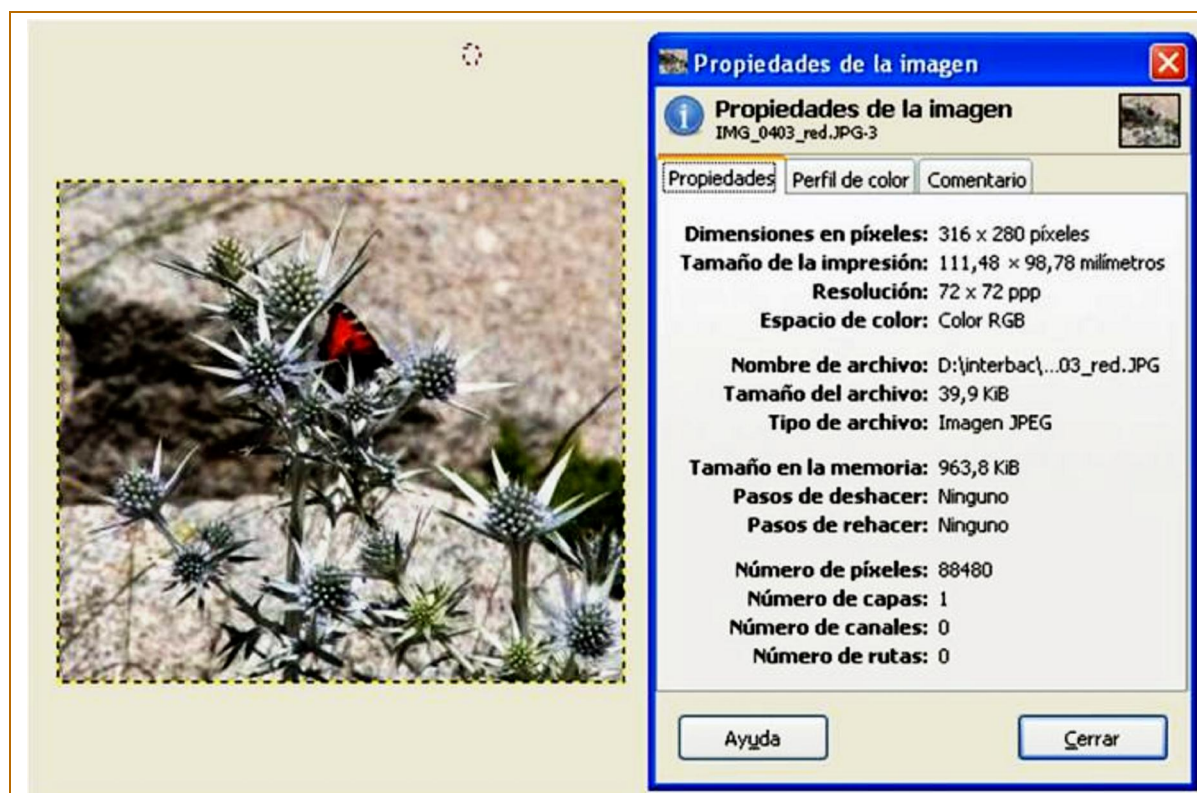 Propiedades de la imagen
Propiedades de la imagen
IMG_0403_red.JPG-3
Propiedades Perfil de color Comentario
Dimensiones en píxeles: 316 x 280 píxeles
Tamaño de la impresión: 111,48 × 98,78 milímetros
Resolución: 72 x 72 ppp
Espacio de color: Color RGB
Nombre de archivo: D:\interbac\...03_red.JPG
Tamaño del archivo: 39,9 KiB
Tipo de archivo: Imagen JPEG
Tamaño en la memoria: 963,8 KiB
Pasos de deshacer: Ninguno
Pasos de rehacer: Ninguno
Número de píxeles: 88480
Número de capas: 1
Número de canales: 0
Número de rutas: 0
Ayuda Cerrar